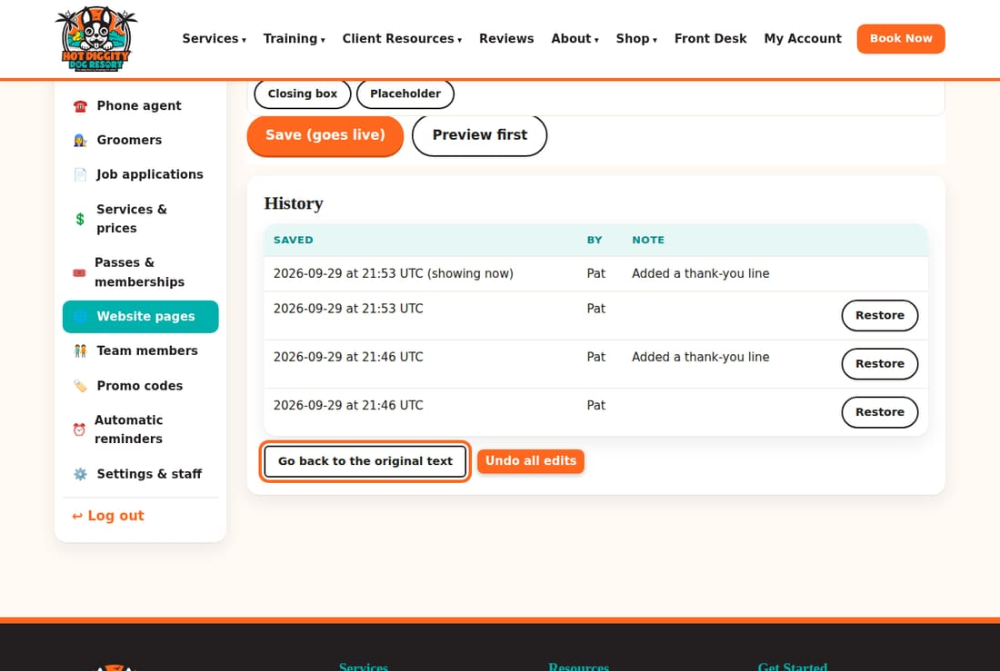 HOT DIGGITY
DOG RESORT
Services ▾
Training ▾
Client Resources ▾
Reviews
About ▾
Shop ▾
Front Desk
My Account
Book Now
Phone agent
Groomers
Job applications
Services &
prices
Passes &
memberships
Website pages
Team members
Promo codes
Automatic
reminders
Settings & staff
↩ Log out
Closing box
Placeholder
Save (goes live)
Preview first
History
SAVED BY NOTE
2026-09-29 at 21:53 UTC (showing now) Pat Added a thank-you line
2026-09-29 at 21:53 UTC Pat Restore
2026-09-29 at 21:46 UTC Pat Added a thank-you line Restore
2026-09-29 at 21:46 UTC Pat Restore
Go back to the original text
Undo all edits
Services
Resources
Get Started